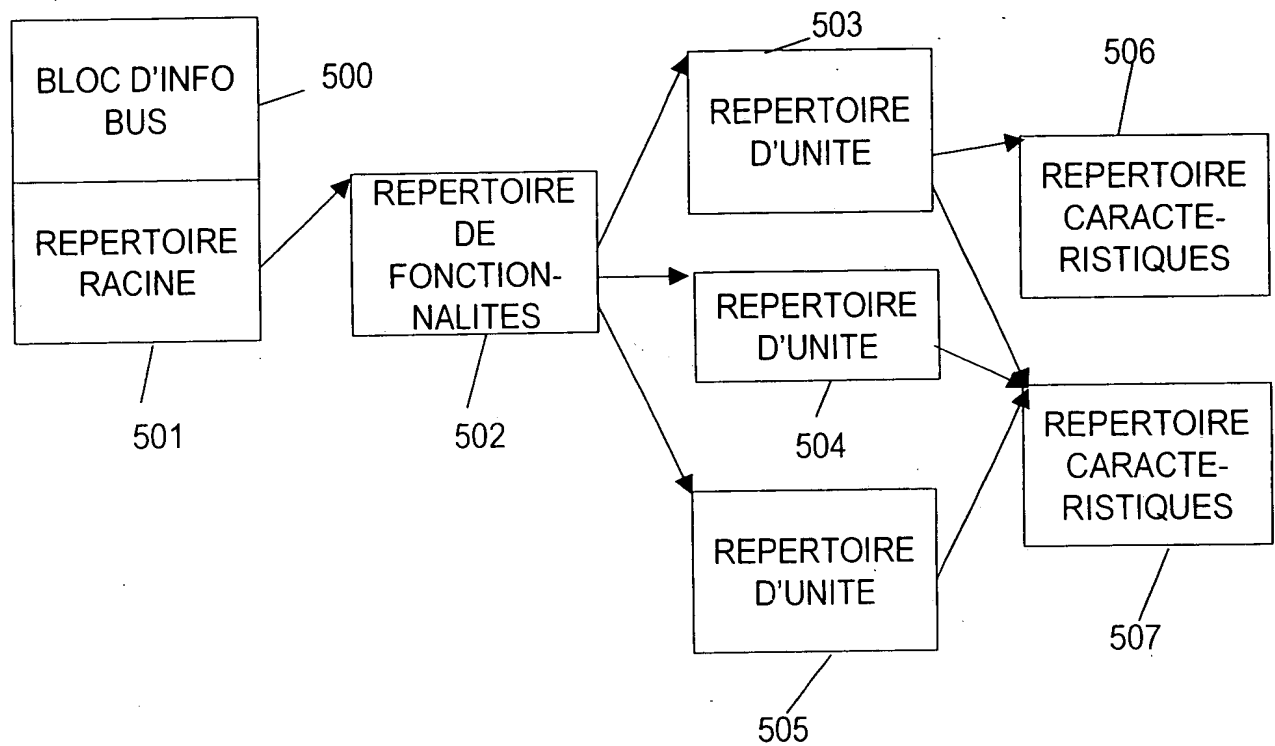 BLOC D'INFO
BUS
500
REPERTOIRE
RACINE
501
REPERTOIRE
DE
FONCTION-
NALITES
502
503
REPERTOIRE
D'UNITE
REPERTOIRE
D'UNITE
504
REPERTOIRE
D'UNITE
505
506
REPERTOIRE
CARACTE-
RISTIQUES
REPERTOIRE
CARACTE-
RISTIQUES
507